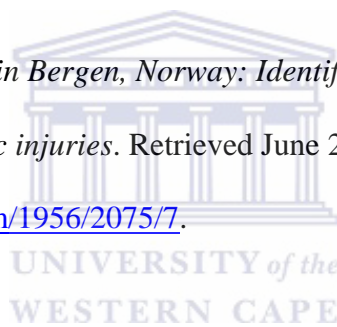 in Bergen, Norway: Identif
c injuries. Retrieved June 2
n/1956/2075/7.
UNIVERSITY of the
WESTERN CAPE